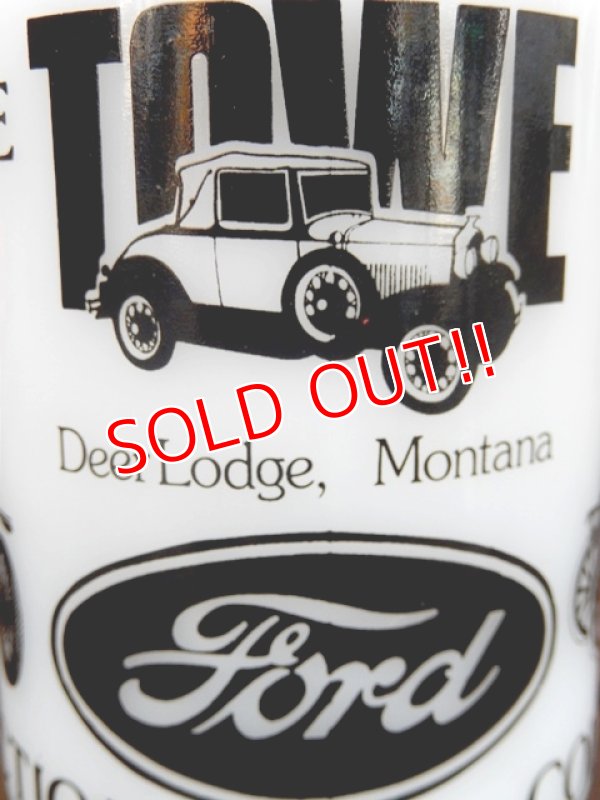 TOWE
SOLD OUT!!
Deer Lodge, Montana
Ford